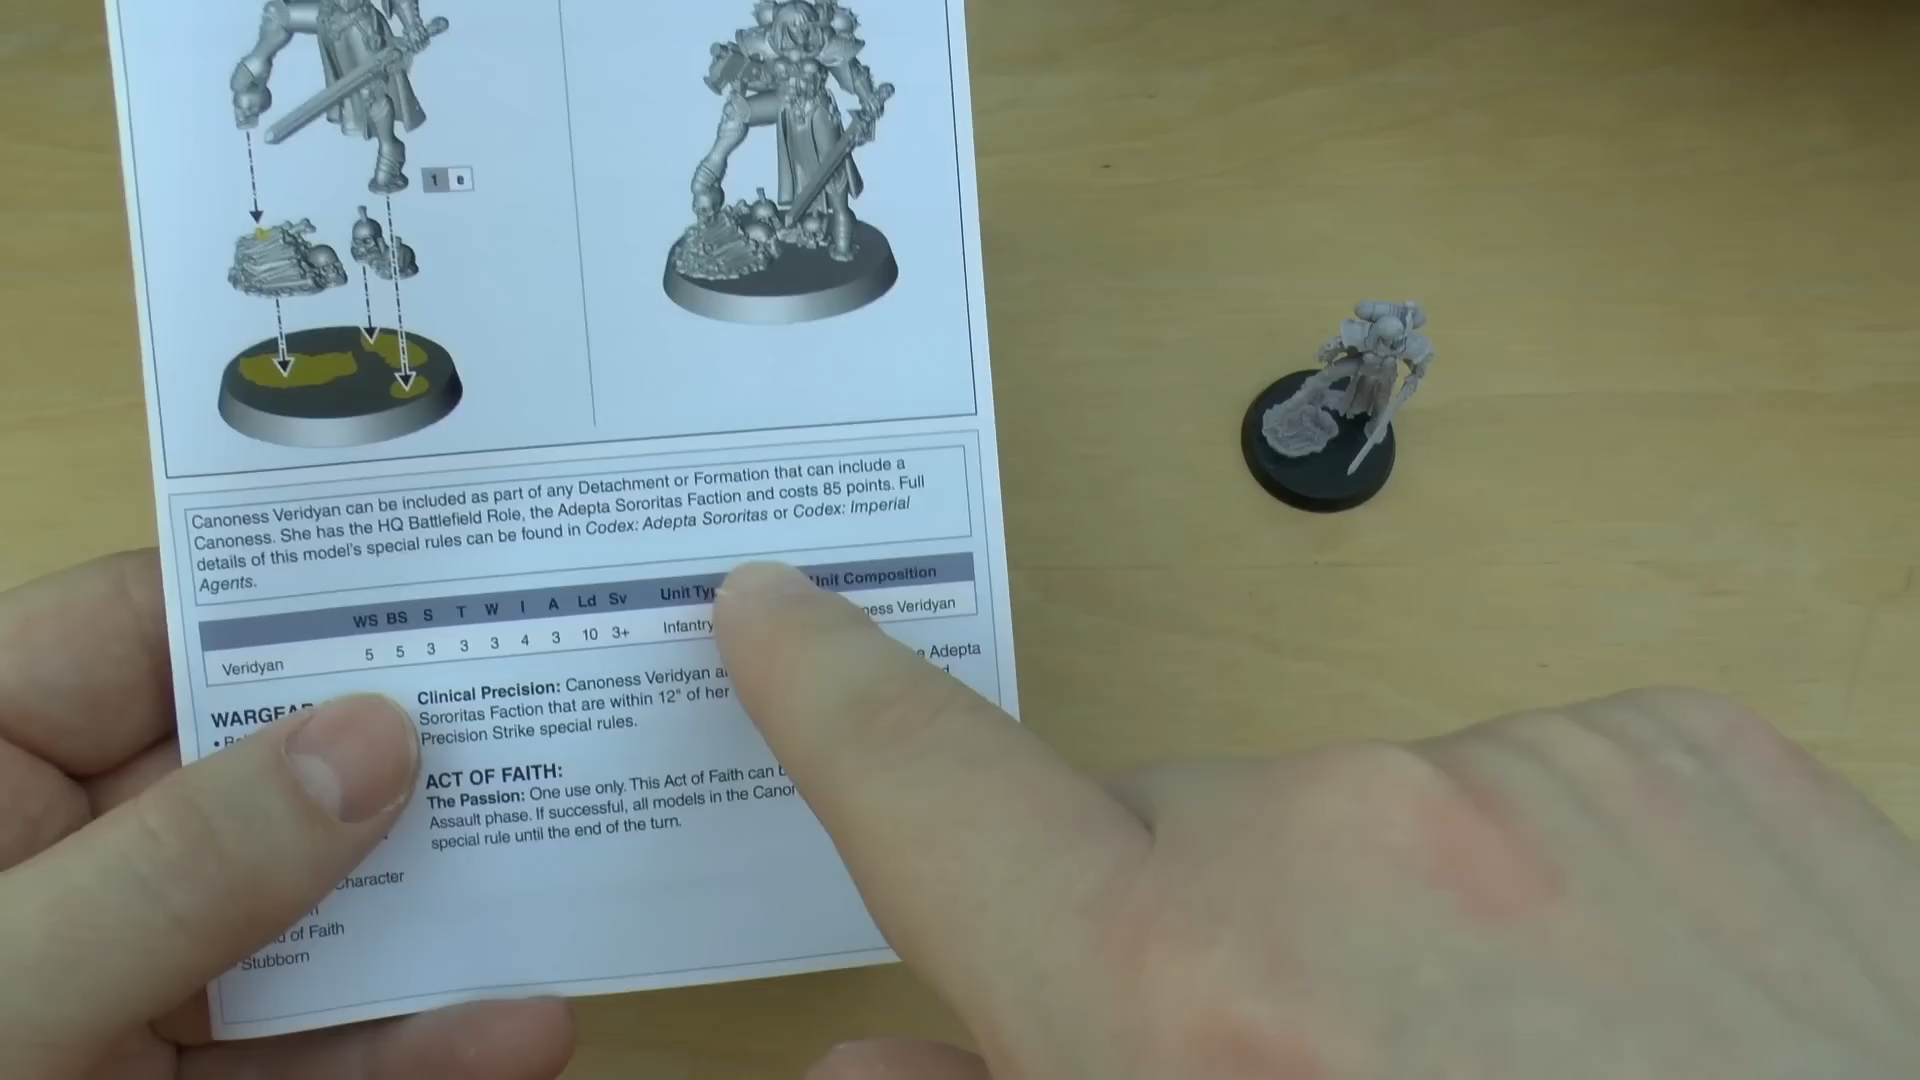 1 e
Canoness Veridyan can be included as part of any Detachment or Formation that can include a
Canoness. She has the HQ Battlefield Role, the Adepta Sororitas Faction and costs 85 points. Full
details of this model's special rules can be found in Codex: Adepta Sororitas or Codex: Imperial
Agents.
WS BS S T W I A Ld Sv Unit Composition
Veridyan 5 5 3 3 3 4 3 10 3+ Infantry Veridyan
Clinical Precision: Canoness Veridyan Adepta
Sororitas Faction that are within 12" of her
Precision Strike special rules.
ACT OF FAITH:
The Passion: One use only. This Act of Faith can
Assault phase. If successful, all models in the
special rule until the end of the turn.
Character
of Faith
Stubborn